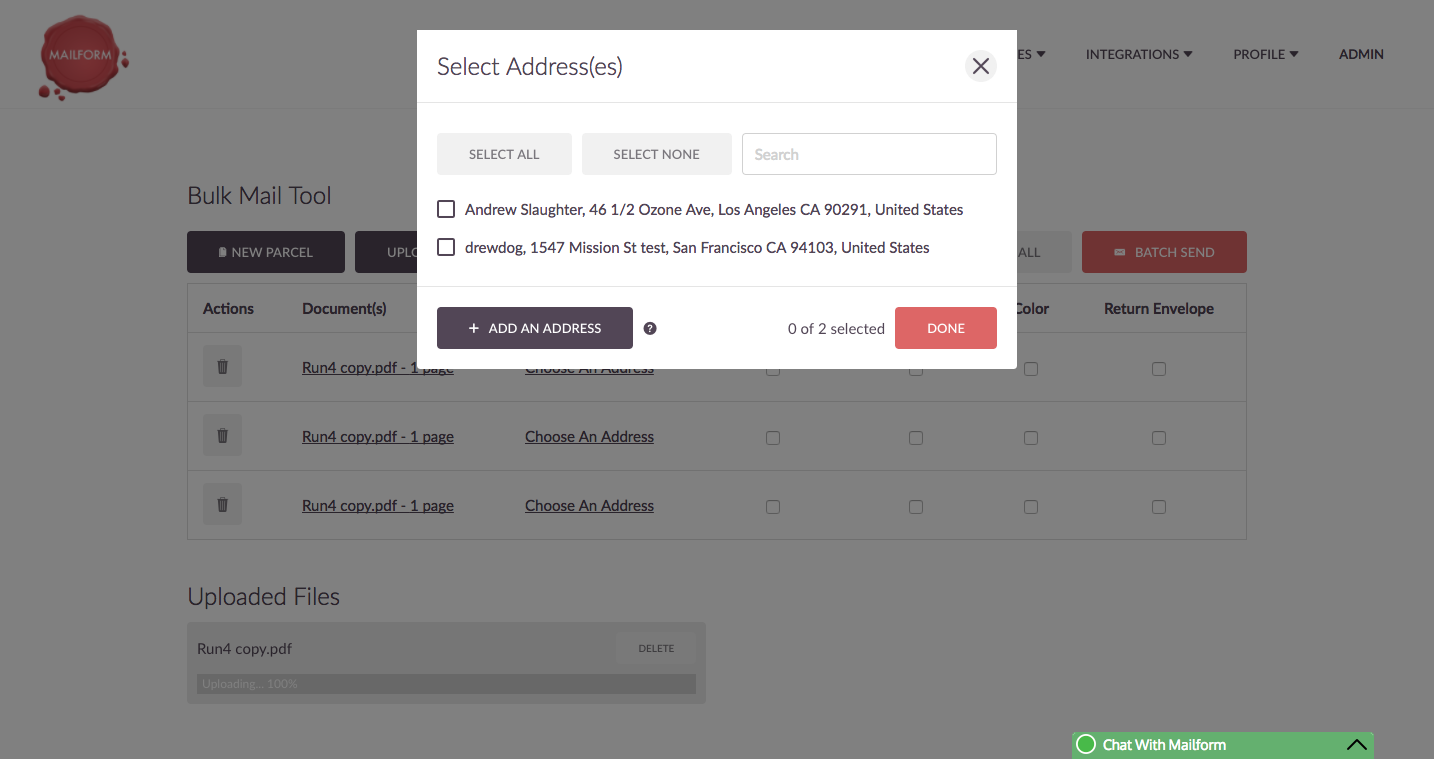 MAILFORM
ES
INTEGRATIONS
PROFILE
ADMIN
Select Address(es)
SELECT ALL
SELECT NONE
Search
Andrew Slaughter, 46 1/2 Ozone Ave, Los Angeles CA 90291, United States
drewdog, 1547 Mission St test, San Francisco CA 94103, United States
+ ADD AN ADDRESS
?
0 of 2 selected
DONE
Bulk Mail Tool
NEW PARCEL
UPLO
ALL
BATCH SEND
Actions
Document(s)
Color
Return Envelope
Run4 copy.pdf - 1 page
Choose An Address
Run4 copy.pdf - 1 page
Choose An Address
Run4 copy.pdf - 1 page
Choose An Address
Uploaded Files
Run4 copy.pdf
DELETE
Uploading... 100%
Chat With Mailform